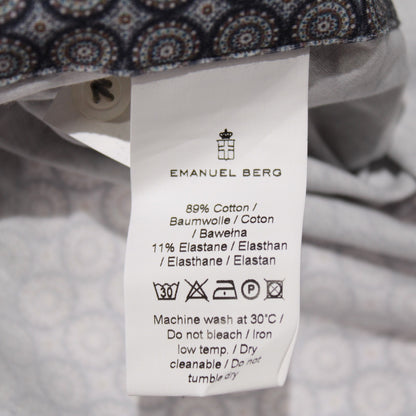 EMANUEL BERG
89% Cotton /
Baumwolle / Coton
/ Bawełna
11% Elastane / Elasthan
/ Elasthane / Elastan
30 P
Machine wash at 30°C /
Do not bleach / Iron
low temp. / Dry
cleanable / Do not
tumble dry